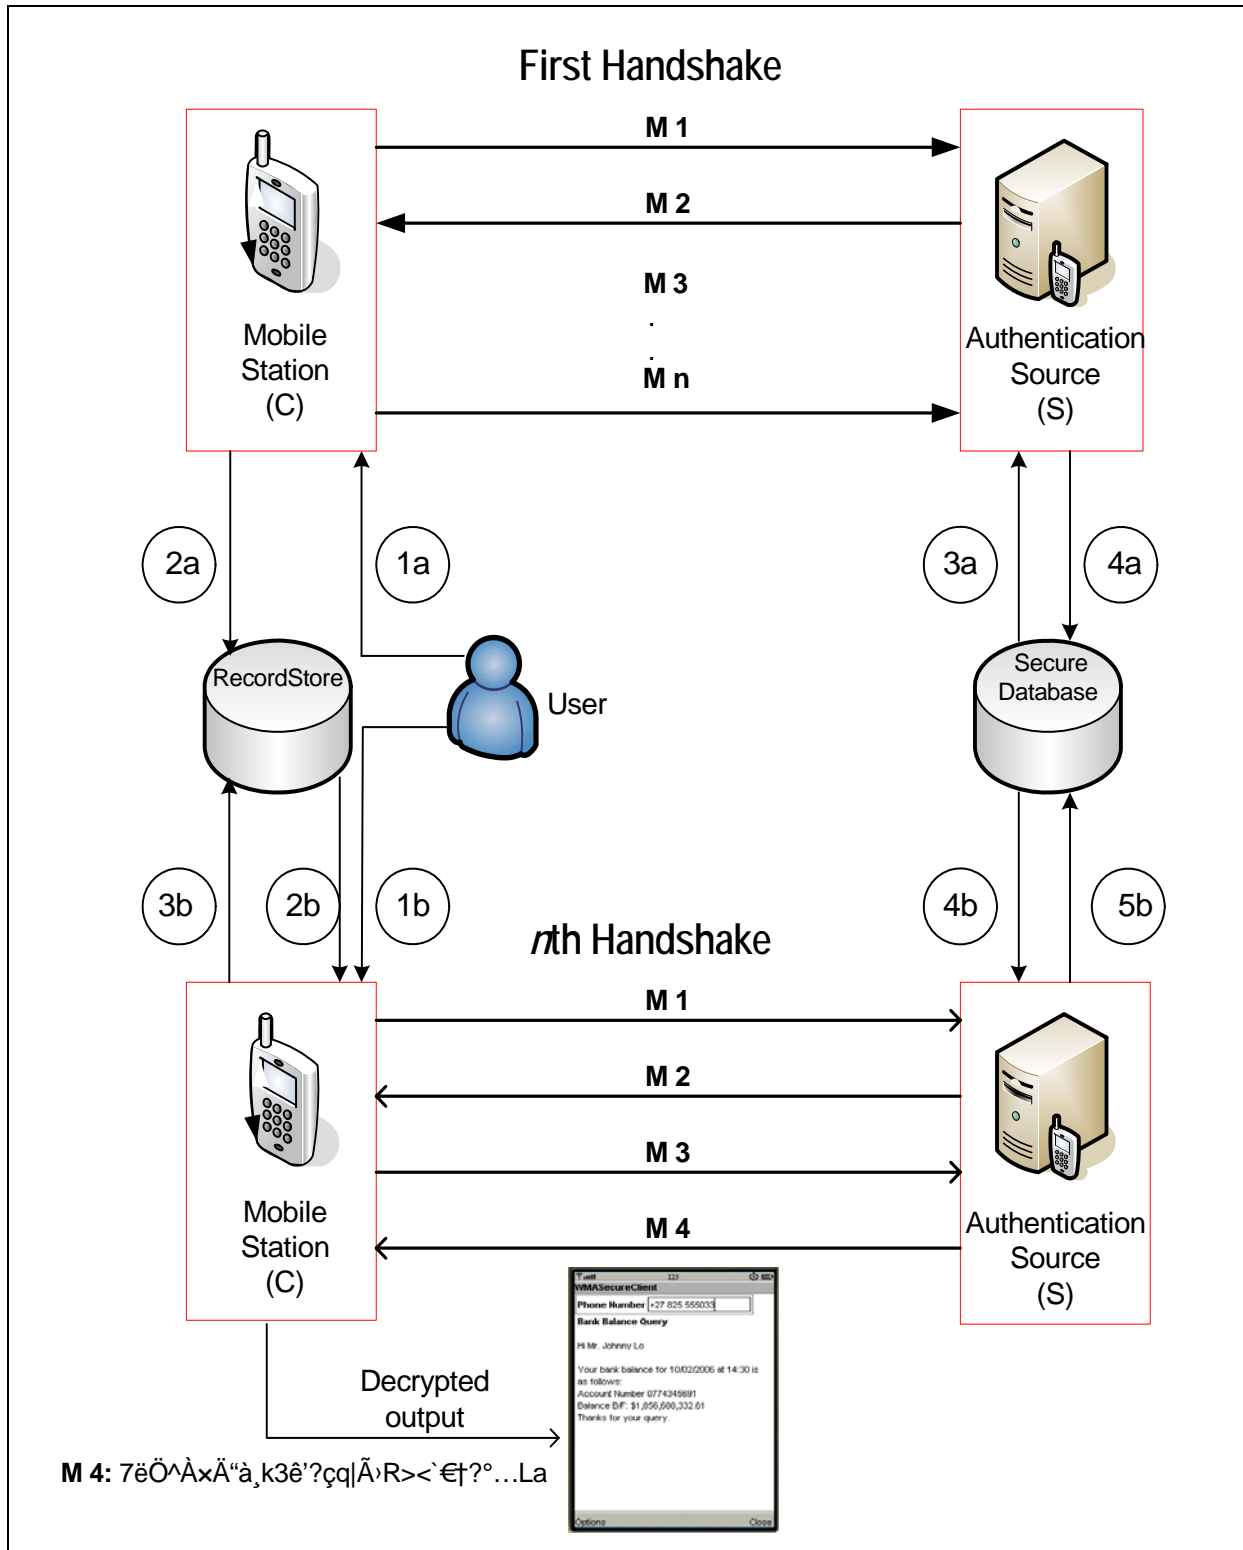 First Handshake
M 1
M 2
M 3
.
.
M n
Mobile
Station
(C)
Authentication
Source
(S)
2a
1a
3a
4a
RecordStore
User
Secure
Database
3b
2b
1b
4b
5b
nth Handshake
M 1
M 2
M 3
M 4
Mobile
Station
(C)
Authentication
Source
(S)
123
WMASecureClient
Phone Number +27 825 555033
Bank Balance Query
Hi Mr. Johnny Lo
Your bank balance for 10/02/2006 at 14:30 is
as follows:
Account Number 0774345691
Balance B/F: $1,856,688,332.61
Thanks for your query.
Options Close
Decrypted
output
M 4: 7ëÖ^À×Ä“à¸k3ê’?çq|Ã›R><`€†?°…La